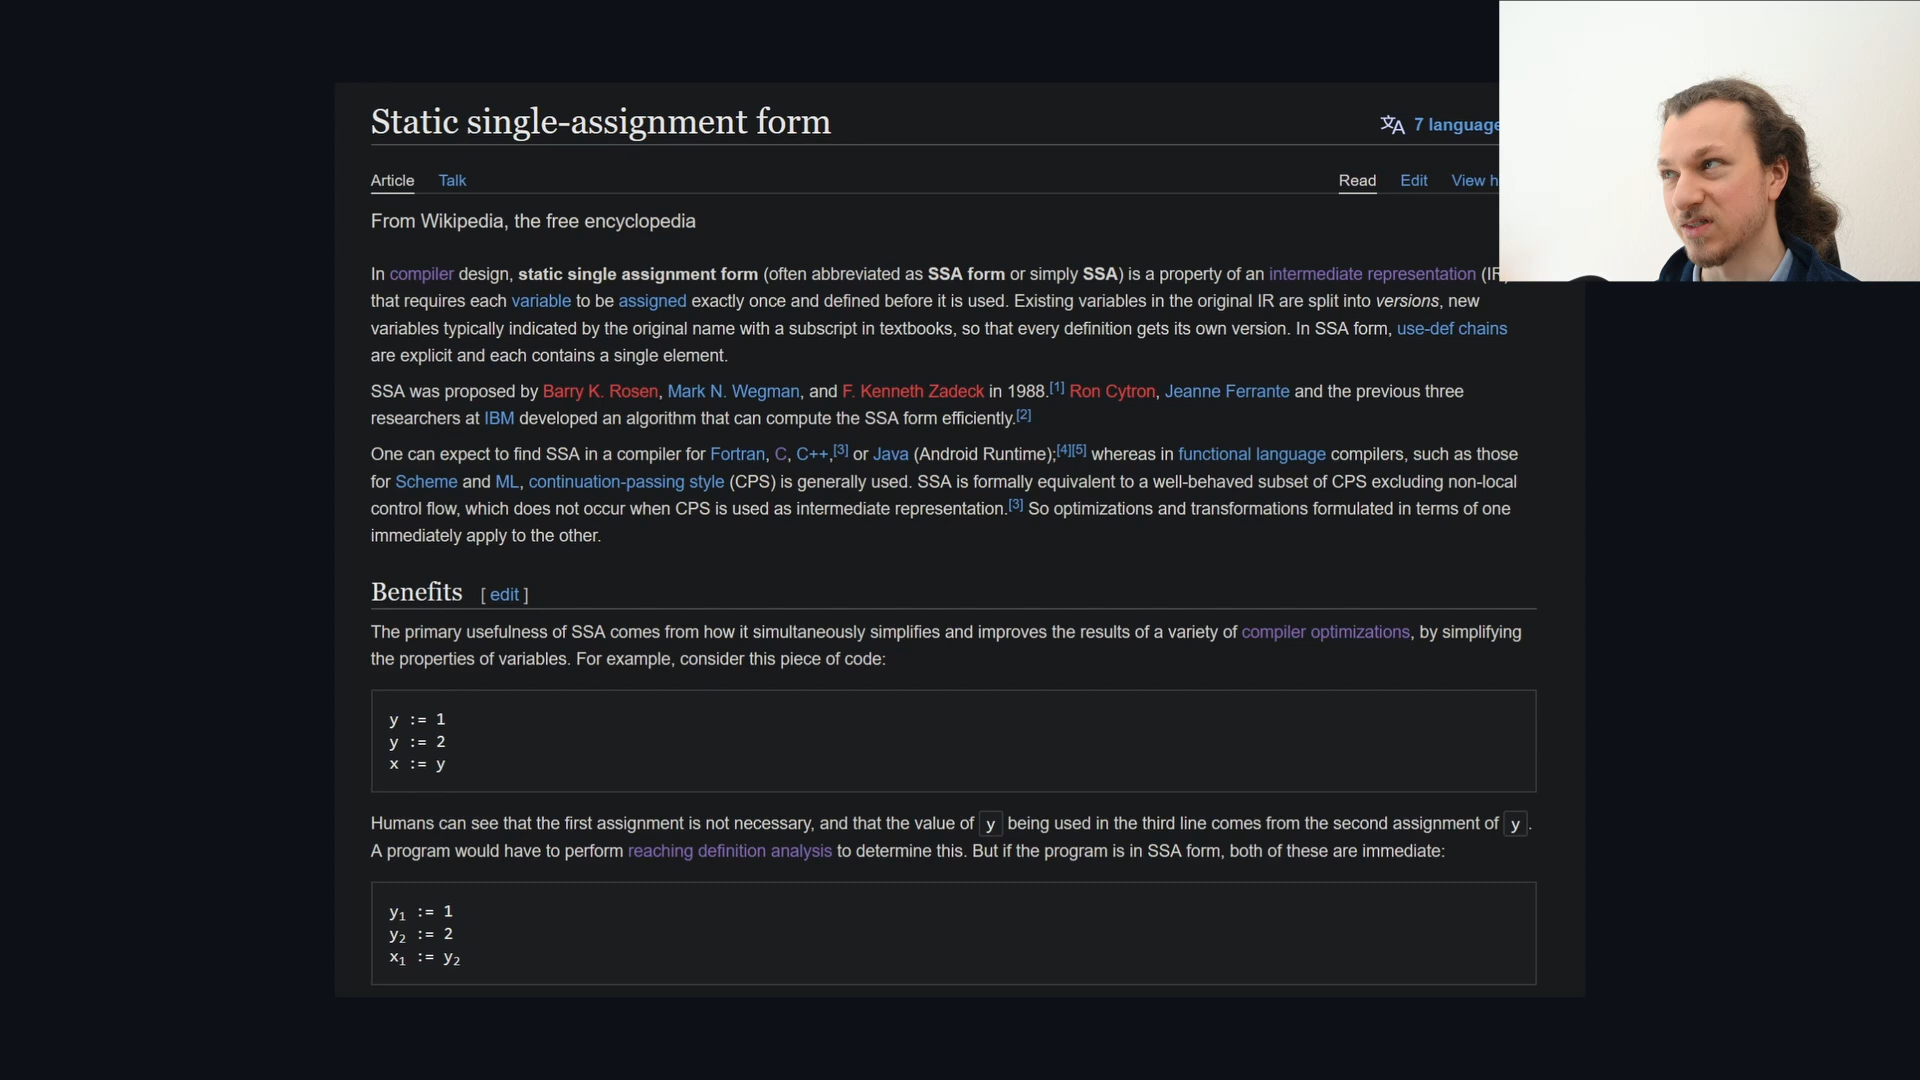 Static single-assignment form
7 language
Article Talk Read Edit View h
From Wikipedia, the free encyclopedia
In compiler design, static single assignment form (often abbreviated as SSA form or simply SSA) is a property of an intermediate representation (IR
that requires each variable to be assigned exactly once and defined before it is used. Existing variables in the original IR are split into versions, new
variables typically indicated by the original name with a subscript in textbooks, so that every definition gets its own version. In SSA form, use-def chains
are explicit and each contains a single element.
SSA was proposed by Barry K. Rosen, Mark N. Wegman, and F. Kenneth Zadeck in 1988.[1] Ron Cytron, Jeanne Ferrante and the previous three
researchers at IBM developed an algorithm that can compute the SSA form efficiently.[2]
One can expect to find SSA in a compiler for Fortran, C, C++,[3] or Java (Android Runtime);[4][5] whereas in functional language compilers, such as those
for Scheme and ML, continuation-passing style (CPS) is generally used. SSA is formally equivalent to a well-behaved subset of CPS excluding non-local
control flow, which does not occur when CPS is used as intermediate representation.[3] So optimizations and transformations formulated in terms of one
immediately apply to the other.
Benefits [ edit ]
The primary usefulness of SSA comes from how it simultaneously simplifies and improves the results of a variety of compiler optimizations, by simplifying
the properties of variables. For example, consider this piece of code:
y := 1
y := 2
x := y
Humans can see that the first assignment is not necessary, and that the value of y being used in the third line comes from the second assignment of y .
A program would have to perform reaching definition analysis to determine this. But if the program is in SSA form, both of these are immediate:
y₁ := 1
y₂ := 2
x₁ := y₂